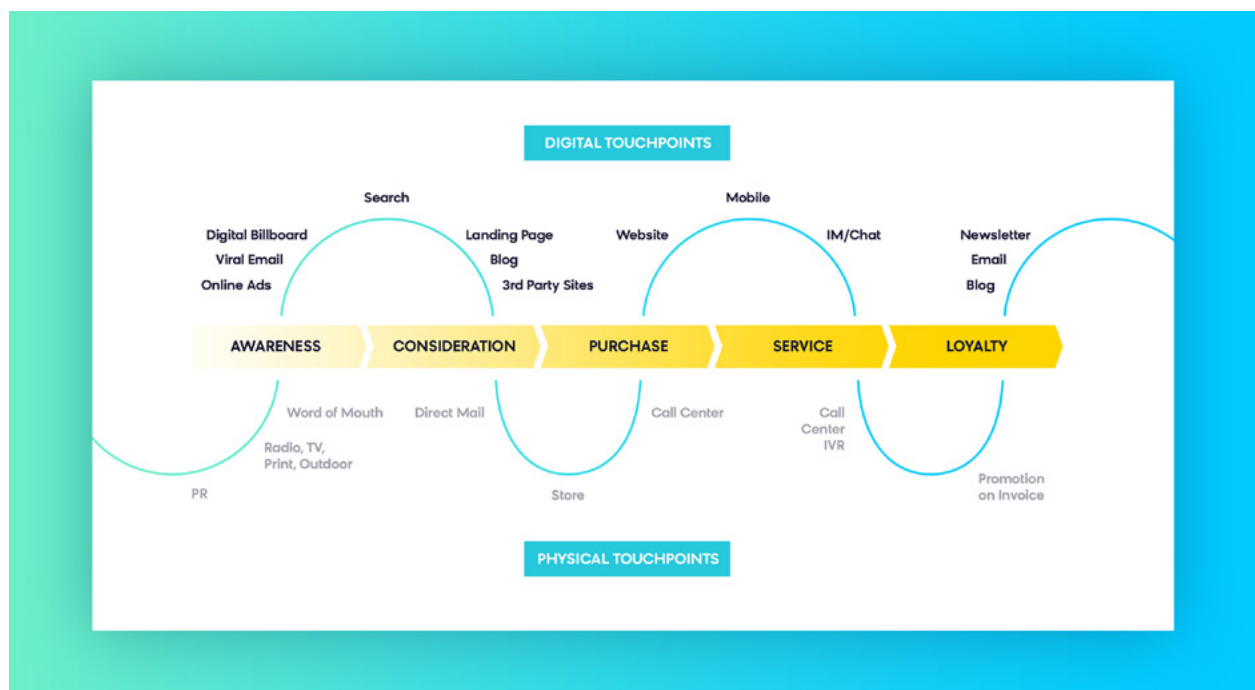 DIGITAL TOUCHPOINTS
Search
Mobile
Digital Billboard
Landing Page
Website
IM/Chat
Newsletter
Viral Email
Blog
Email
Online Ads
3rd Party Sites
Blog
AWARENESS
CONSIDERATION
PURCHASE
SERVICE
LOYALTY
Word of Mouth
Direct Mail
Call Center
Call
Center
IVR
Radio, TV,
Print, Outdoor
PR
Store
Promotion
on Invoice
PHYSICAL TOUCHPOINTS